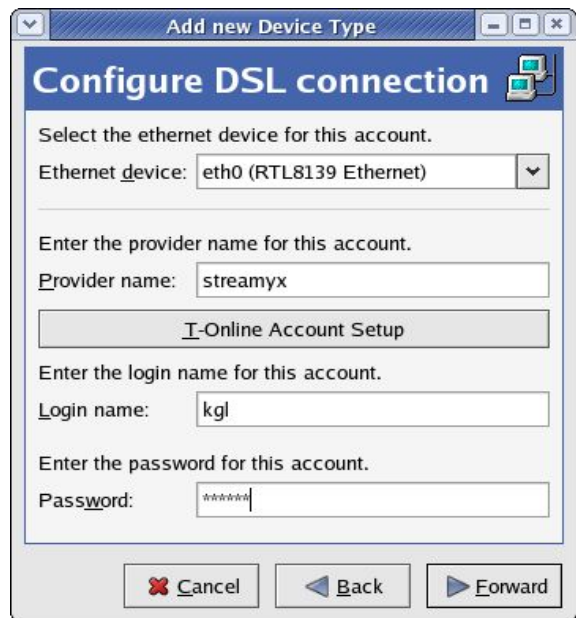 Add new Device Type
Configure DSL connection
Select the ethernet device for this account.
Ethernet device: eth0 (RTL8139 Ethernet)
Enter the provider name for this account.
Provider name: streamyx
T-Online Account Setup
Enter the login name for this account.
Login name: kgl
Enter the password for this account.
Password: ******
Cancel Back Forward